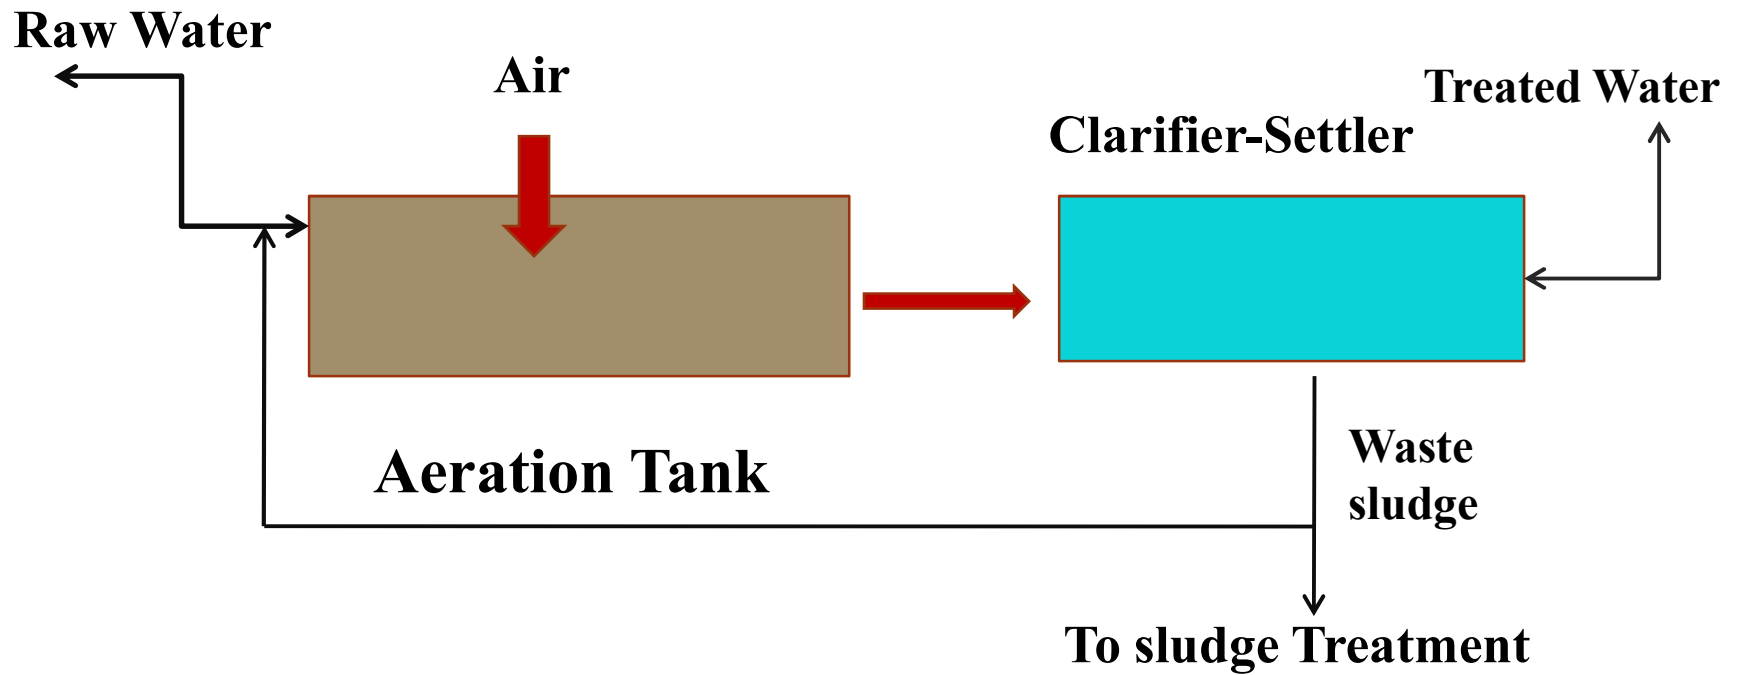 Raw Water
Air
Treated Water
Clarifier-Settler
Aeration Tank
Waste
sludge
To sludge Treatment